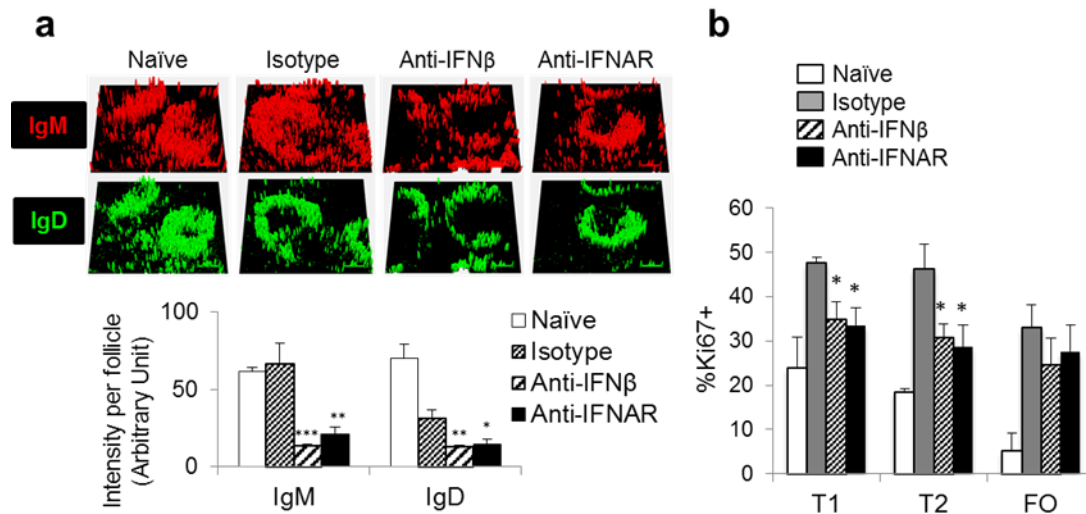 a
Naïve Isotype Anti-IFNβ Anti-IFNAR
IgM
IgD
Intensity per follicle
(Arbitrary Unit)
100
50
0
*** **
** *
IgM IgD
Naïve
Isotype
Anti-IFNβ
Anti-IFNAR
b
Naïve
Isotype
Anti-IFNβ
Anti-IFNAR
%Ki67+
60
50
40
30
20
10
0
* *
* *
T1 T2 FO